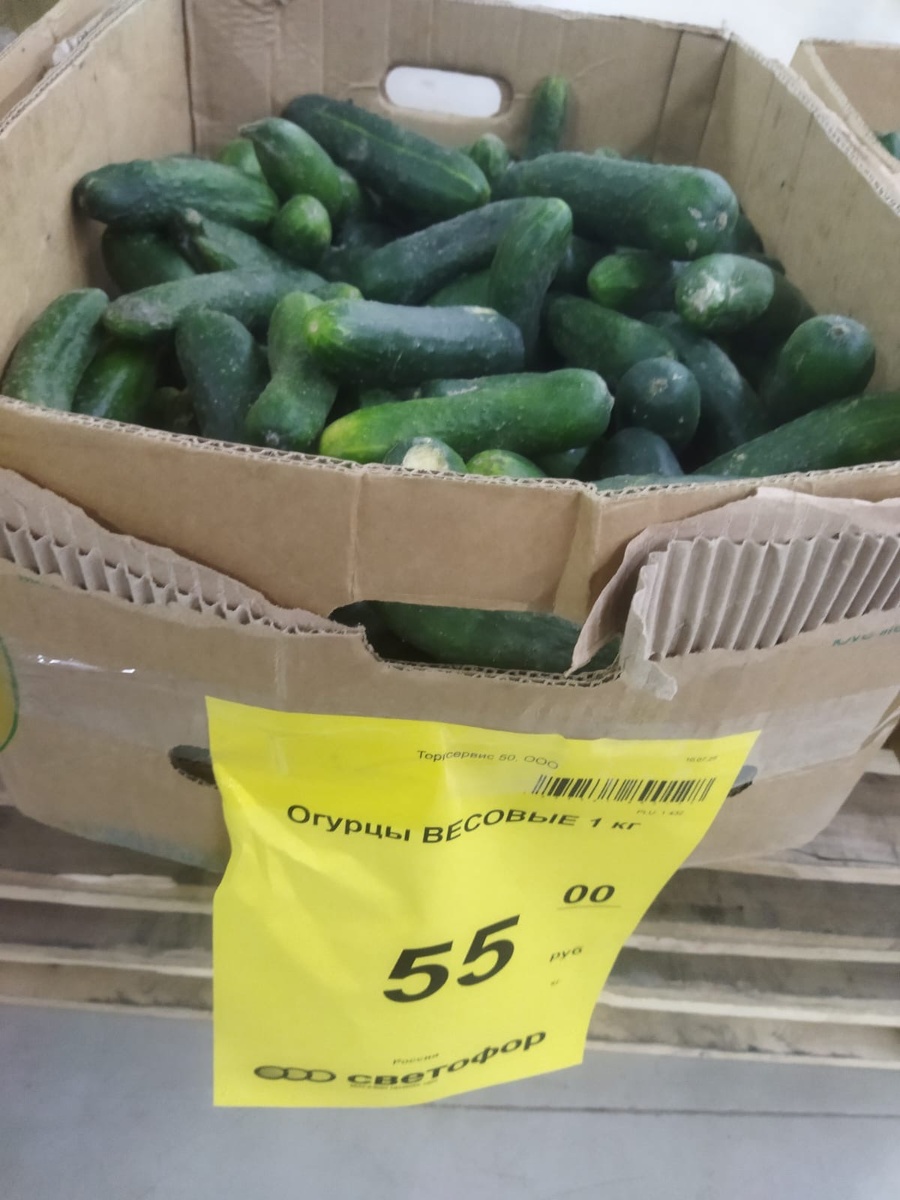 Торгсервис 50, ООО
Огурцы ВЕСОВЫЕ 1 кг
55 00
руб
Россия
светофор